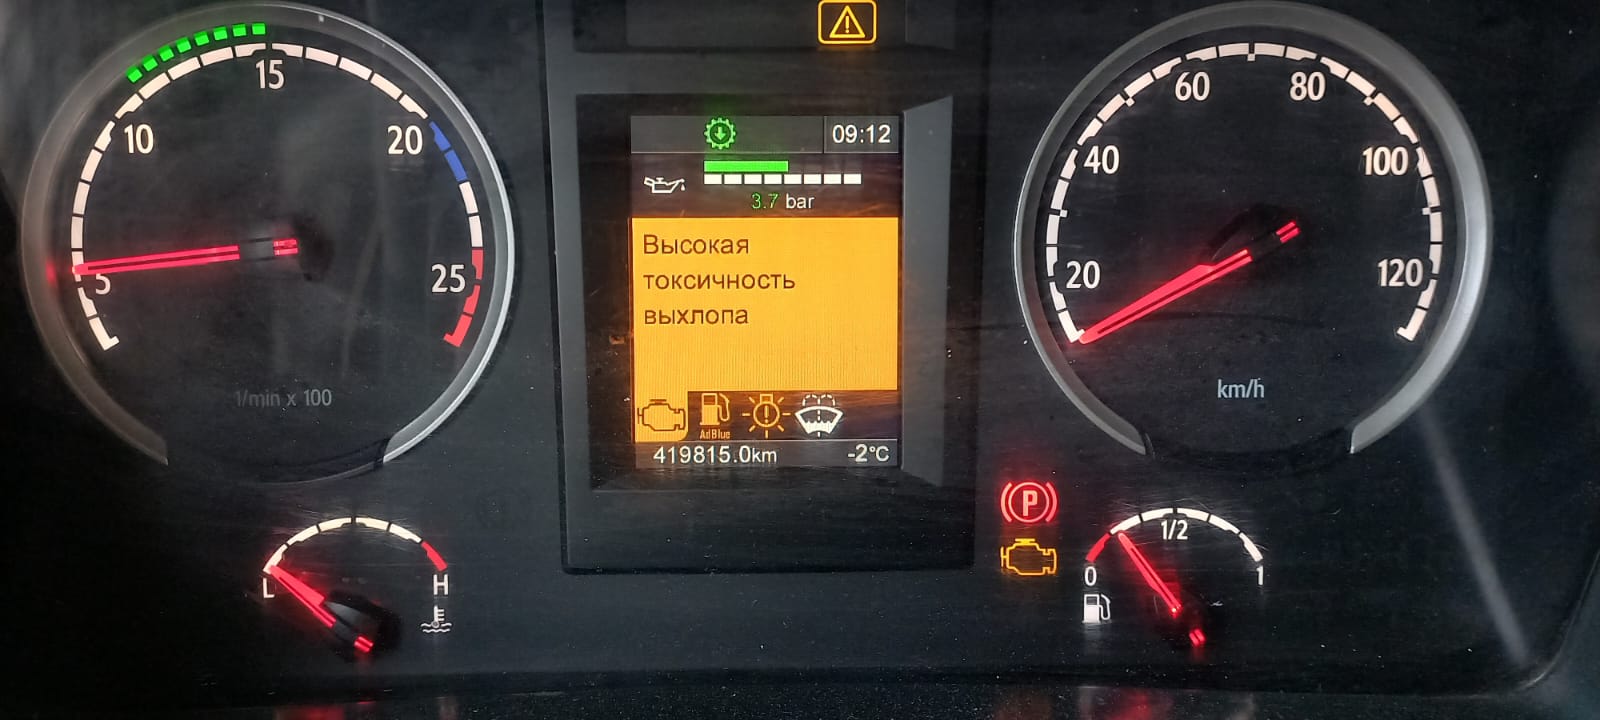 15
10
20
5
25
1/min x 100
09:12
3.7 bar
Высокая
токсичность
выхлопа
AdBlue
419815.0km
-2°C
60
80
40
100
20
120
km/h
L
H
P
1/2
0
1